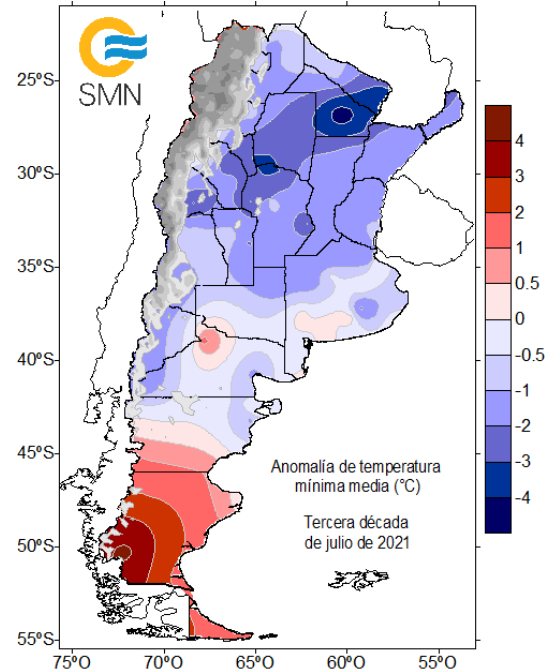 SMN
25°S
30°S
35°S
40°S
45°S
50°S
55°S
75°O
70°O
65°O
60°O
55°O
4
3
2
1
0.5
0
-0.5
-1
-2
-3
-4
Anomalía de temperatura
mínima media (°C)
Tercera década
de julio de 2021